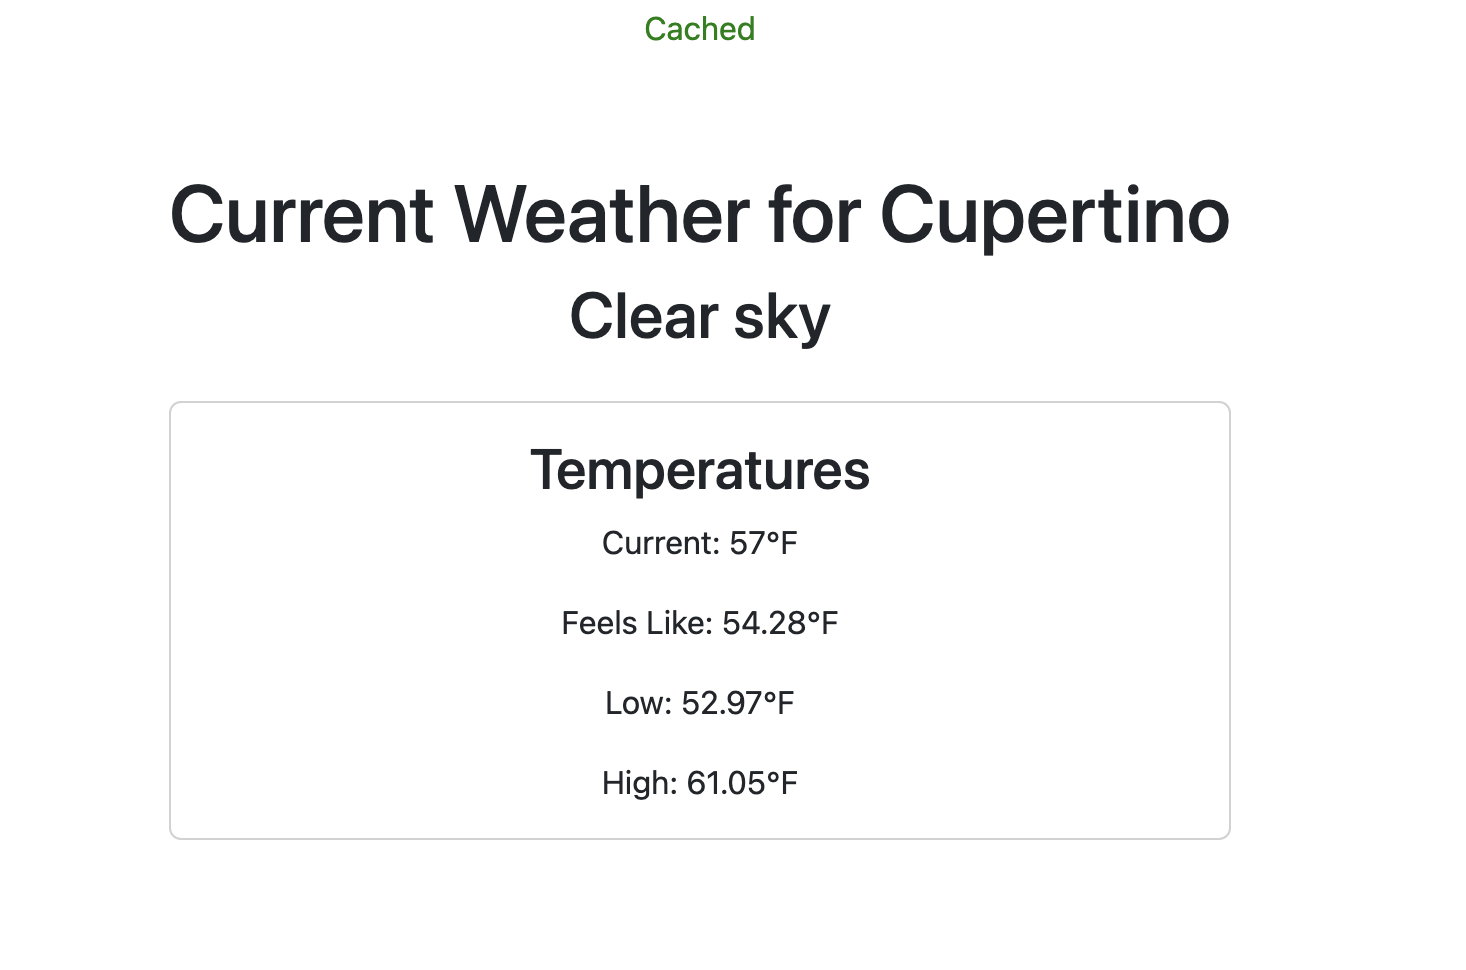 Cached
Current Weather for Cupertino
Clear sky
Temperatures
Current: 57°F
Feels Like: 54.28°F
Low: 52.97°F
High: 61.05°F